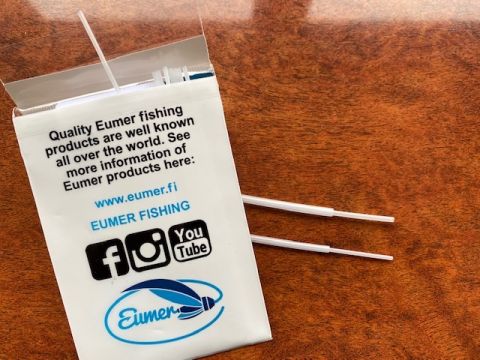 Quality Eumer fishing
products are well known
all over the world. See
more information of
Eumer products here:
www.eumer.fi
EUMER FISHING
f
You
Tube
Eumer